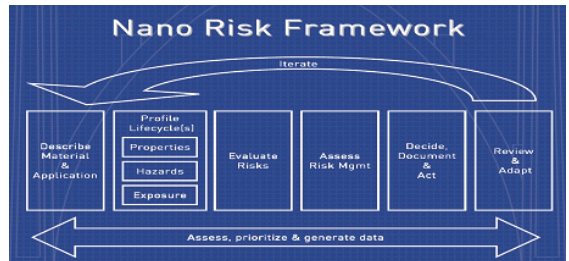 Nano Risk Framework
Iterate
Describe
Material
&
Application
Profile
Lifecycle[s]
Properties
Hazards
Exposure
Evaluate
Risks
Assess
Risk Mgmt
Decide,
Document
&
Act
Review
&
Adapt
Assess, prioritize & generate data